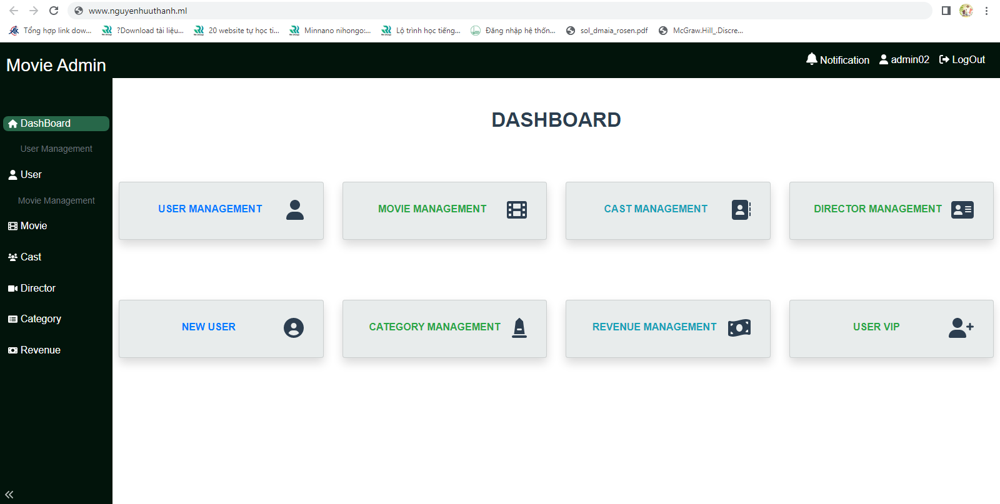 www.nguyenhuuthanh.ml
Tổng hợp link dow...
?Download tài liệu...
20 website tự học ti...
Minnano nihongo:...
Lộ trình học tiếng...
Đăng nhập hệ thốn...
sol_dmaia_rosen.pdf
McGraw.Hill_.Discre...
Movie Admin
Notification
admin02
LogOut
DashBoard
User Management
User
Movie Management
Movie
Cast
Director
Category
Revenue
DASHBOARD
USER MANAGEMENT
MOVIE MANAGEMENT
CAST MANAGEMENT
DIRECTOR MANAGEMENT
NEW USER
CATEGORY MANAGEMENT
REVENUE MANAGEMENT
USER VIP